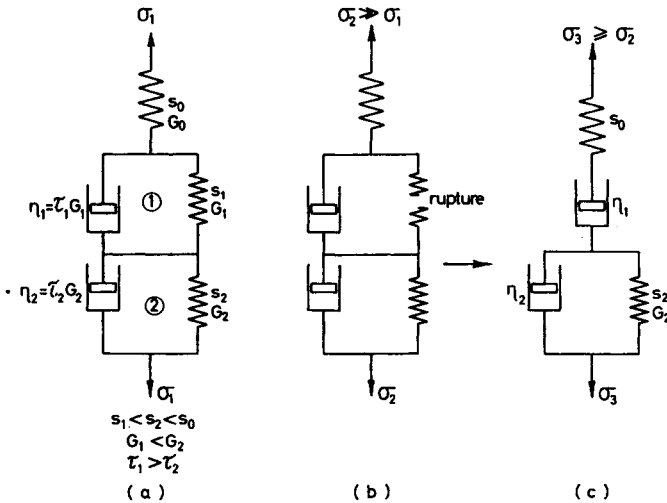 σ₁
s₀
G₀
η₁=τ₁G₁
①
s₁
G₁
η₂=τ₂G₂
②
s₂
G₂
σ₁
s₁<s₂<s₀
G₁<G₂
τ₁>τ₂
(a)
σ₂≫σ₁
rupture
σ₂
(b)
σ₃⩾σ₂
s₀
η₁
η₂
s₂
G₂
σ₃
(c)